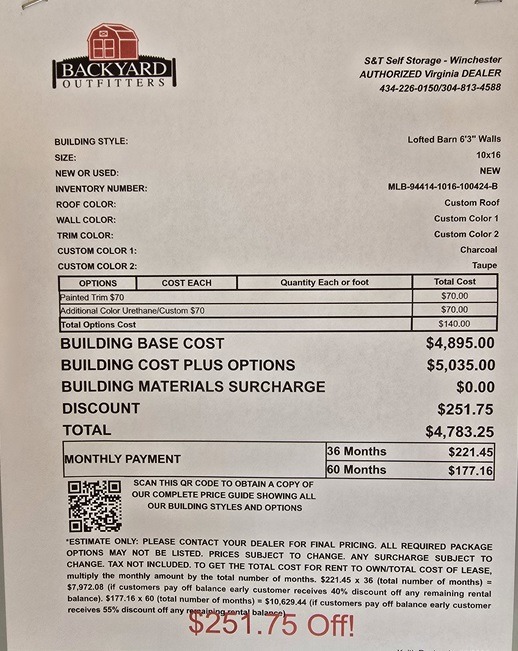 BACKYARD
OUTFITTERS
S&T Self Storage - Winchester
AUTHORIZED Virginia DEALER
434-226-0150/304-813-4588
BUILDING STYLE: Lofted Barn 6'3" Walls
SIZE: 10x16
NEW OR USED: NEW
INVENTORY NUMBER: MLB-94414-1016-100424-B
ROOF COLOR: Custom Roof
WALL COLOR: Custom Color 1
TRIM COLOR: Custom Color 2
CUSTOM COLOR 1: Charcoal
CUSTOM COLOR 2: Taupe
OPTIONS COST EACH Quantity Each or foot Total Cost
Painted Trim $70 $70.00
Additional Color Urethane/Custom $70 $70.00
Total Options Cost $140.00
BUILDING BASE COST $4,895.00
BUILDING COST PLUS OPTIONS $5,035.00
BUILDING MATERIALS SURCHARGE $0.00
DISCOUNT $251.75
TOTAL $4,783.25
MONTHLY PAYMENT 36 Months $221.45
60 Months $177.16
SCAN THIS QR CODE TO OBTAIN A COPY OF
OUR COMPLETE PRICE GUIDE SHOWING ALL
OUR BUILDING STYLES AND OPTIONS
*ESTIMATE ONLY: PLEASE CONTACT YOUR DEALER FOR FINAL PRICING. ALL REQUIRED PACKAGE
OPTIONS MAY NOT BE LISTED. PRICES SUBJECT TO CHANGE. ANY SURCHARGE SUBJECT TO
CHANGE. TAX NOT INCLUDED. TO GET THE TOTAL COST FOR RENT TO OWN/TOTAL COST OF LEASE,
multiply the monthly amount by the total number of months. $221.45 x 36 (total number of months) =
$7,972.08 (if customers pay off balance early customer receives 40% discount off any remaining rental
balance). $177.16 x 60 (total number of months) = $10,629.44 (if customers pay off balance early customer
receives 55% discount off any remaining rental balance).
$251.75 Off!